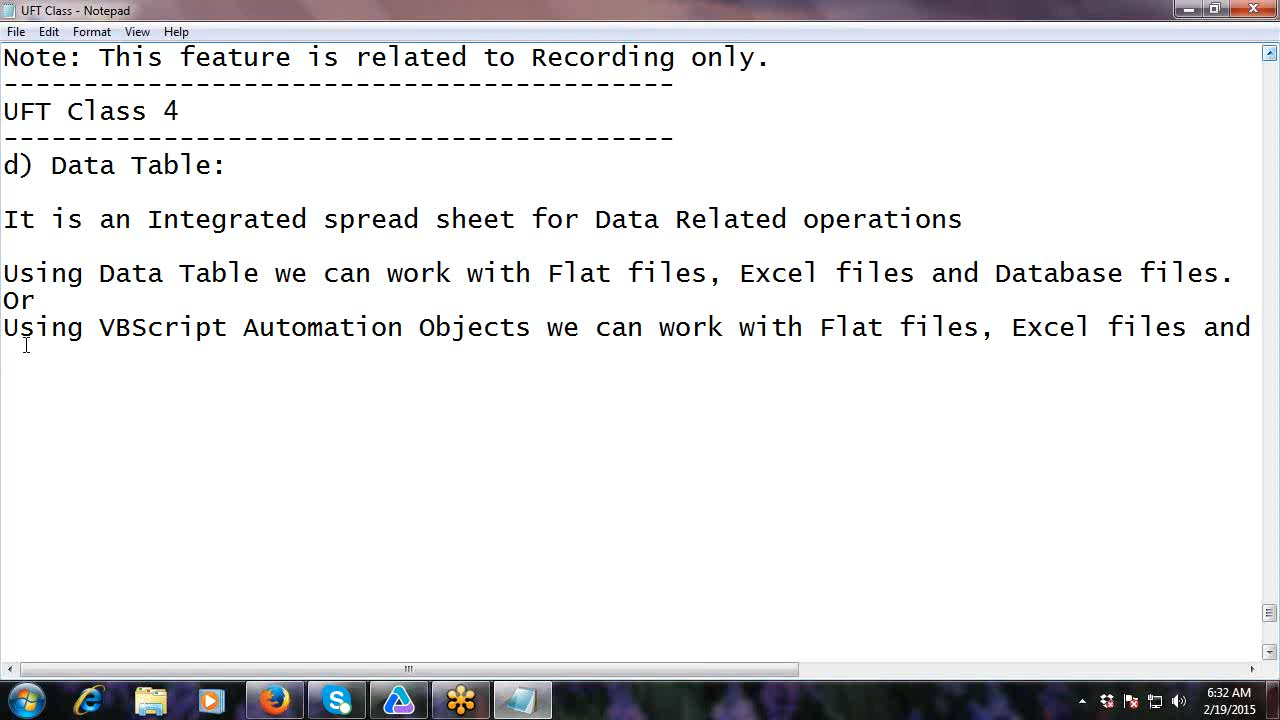 UFT Class - Notepad
File Edit Format View Help
Note: This feature is related to Recording only.
------------------------------------------
UFT Class 4
------------------------------------------
d) Data Table:
It is an Integrated spread sheet for Data Related operations
Using Data Table we can work with Flat files, Excel files and Database files.
Or
Using VBScript Automation Objects we can work with Flat files, Excel files and
6:32 AM
2/19/2015